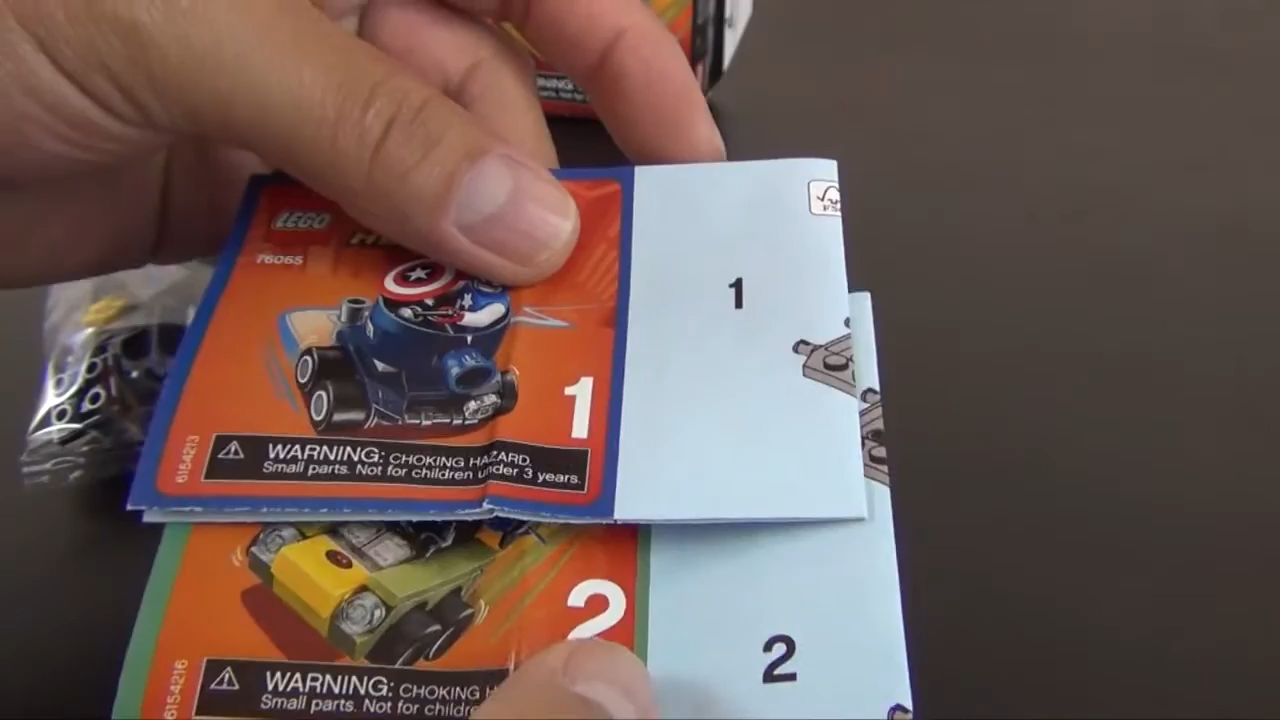 LEGO
76065
1
1
6154213
WARNING: CHOKING HAZARD.
Small parts. Not for children under 3 years.
2
2
6154216
WARNING: CHOKING
Small parts. Not for